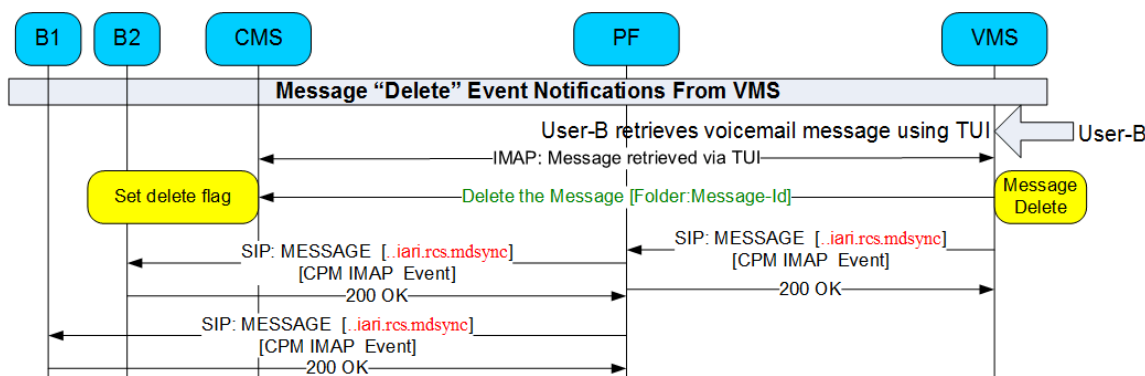 B1
B2
CMS
PF
VMS
Message “Delete” Event Notifications From VMS
User-B retrieves voicemail message using TUI
User-B
IMAP: Message retrieved via TUI
Set delete flag
Delete the Message [Folder:Message-Id]
Message
Delete
SIP: MESSAGE [..iari.rcs.mdsync]
[CPM IMAP Event]
SIP: MESSAGE [..iari.rcs.mdsync]
[CPM IMAP Event]
200 OK
200 OK
SIP: MESSAGE [..iari.rcs.mdsync]
[CPM IMAP Event]
200 OK